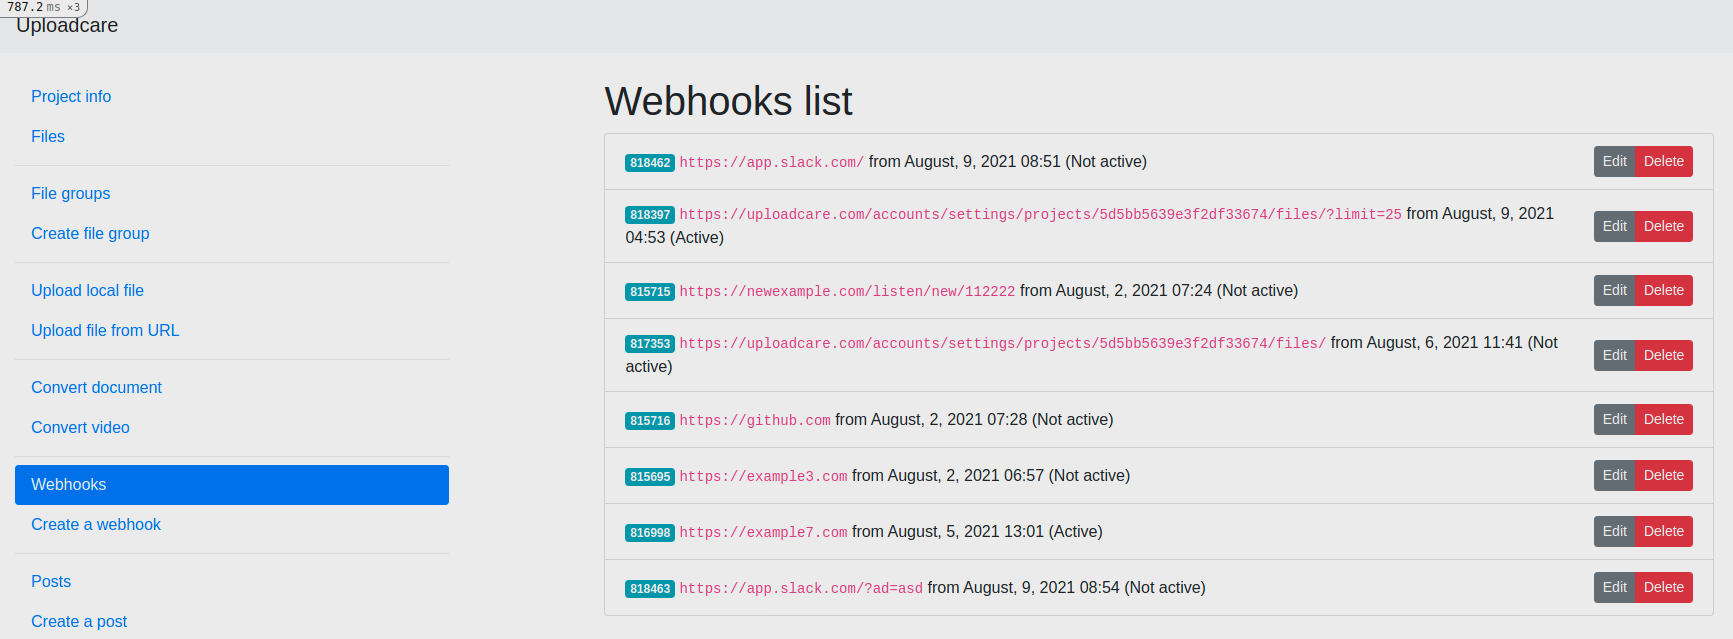 787.2 ms ×3
Uploadcare
Project info
Files
File groups
Create file group
Upload local file
Upload file from URL
Convert document
Convert video
Webhooks
Create a webhook
Posts
Create a post
Webhooks list
818462 https://app.slack.com/ from August, 9, 2021 08:51 (Not active) Edit Delete
818397 https://uploadcare.com/accounts/settings/projects/5d5bb5639e3f2df33674/files/?limit=25 from August, 9, 2021
04:53 (Active) Edit Delete
815715 https://newexample.com/listen/new/112222 from August, 2, 2021 07:24 (Not active) Edit Delete
817353 https://uploadcare.com/accounts/settings/projects/5d5bb5639e3f2df33674/files/ from August, 6, 2021 11:41 (Not
active) Edit Delete
815716 https://github.com from August, 2, 2021 07:28 (Not active) Edit Delete
815695 https://example3.com from August, 2, 2021 06:57 (Not active) Edit Delete
816998 https://example7.com from August, 5, 2021 13:01 (Active) Edit Delete
818463 https://app.slack.com/?ad=asd from August, 9, 2021 08:54 (Not active) Edit Delete